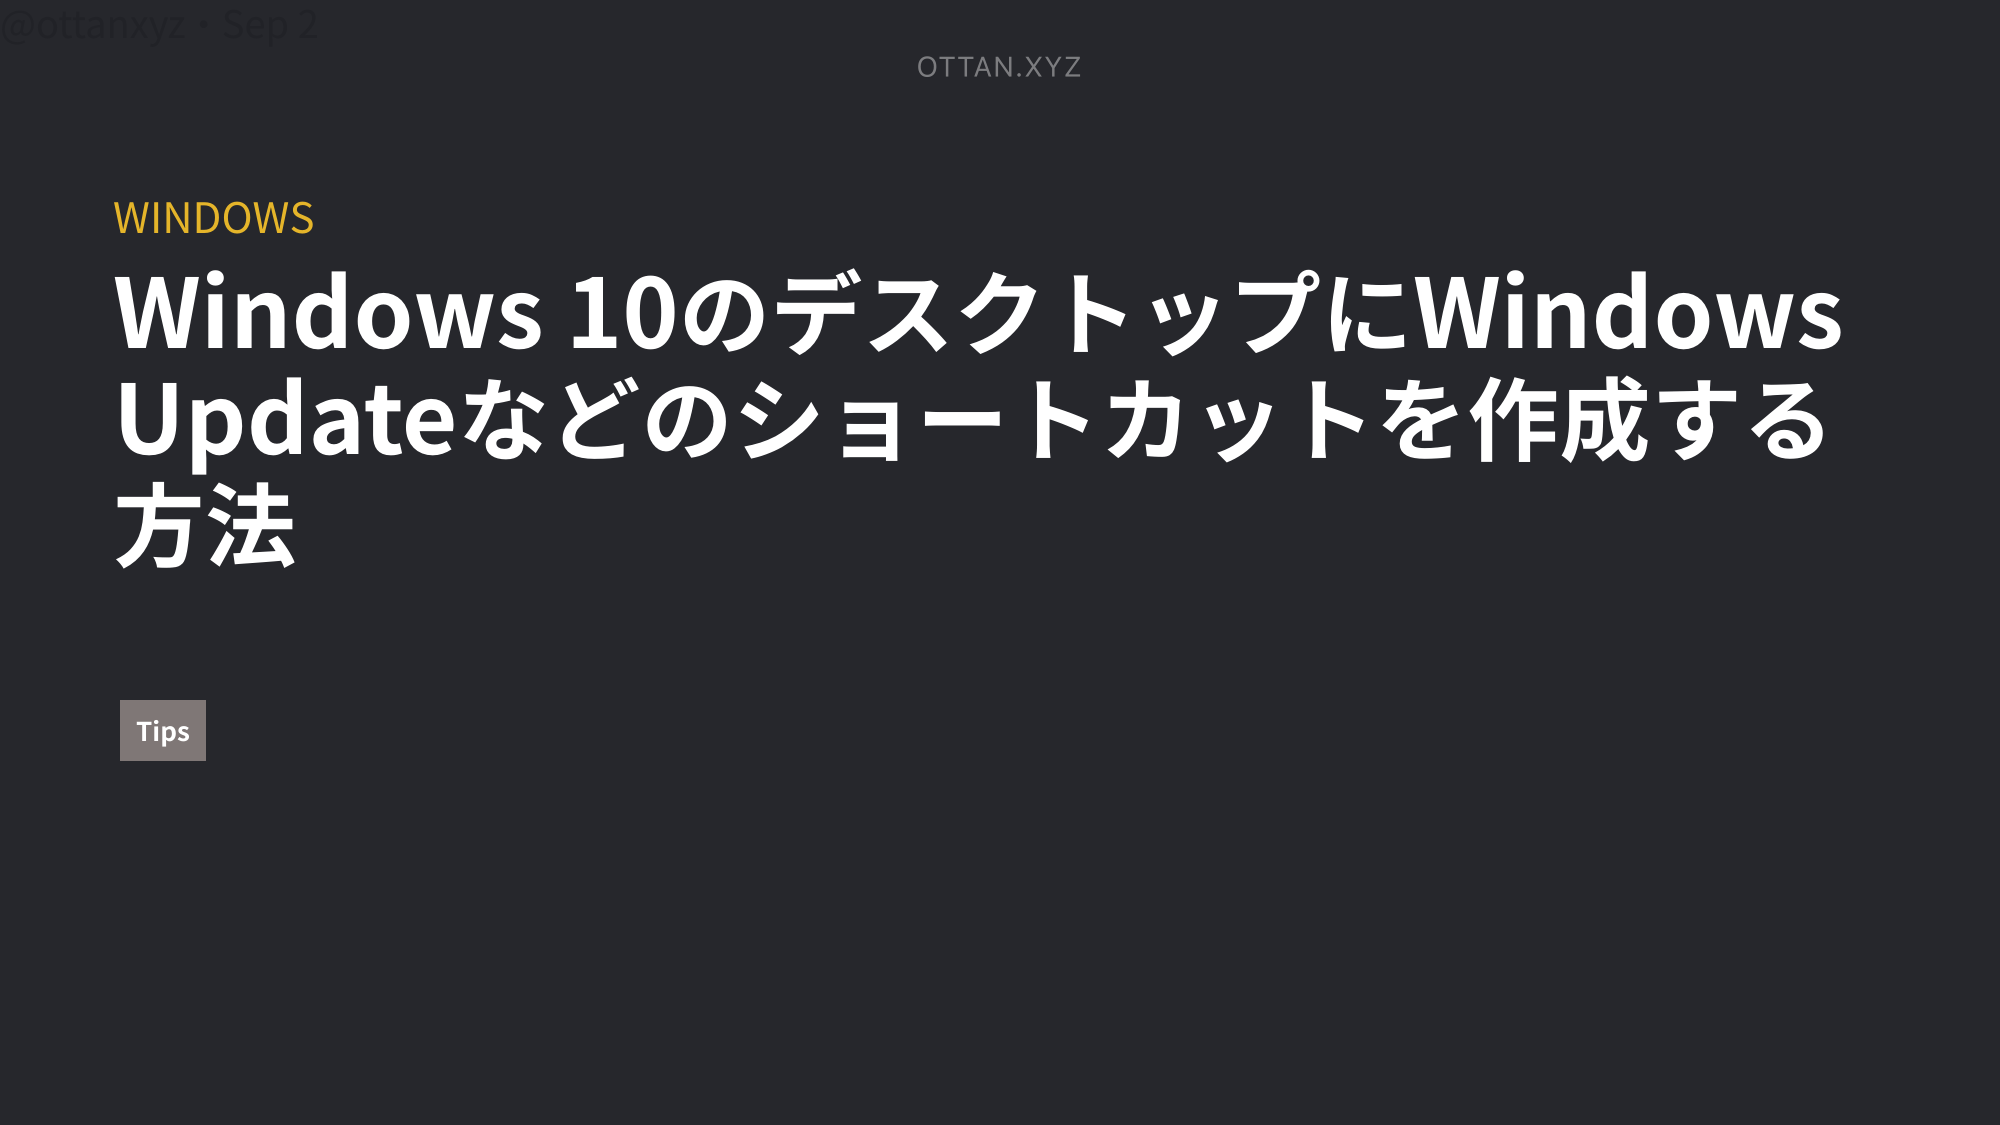 @ottanxyz・Sep 2
OTTAN.XYZ
WINDOWS
Windows 10のデスクトップにWindows
Updateなどのショートカットを作成する
方法
Tips